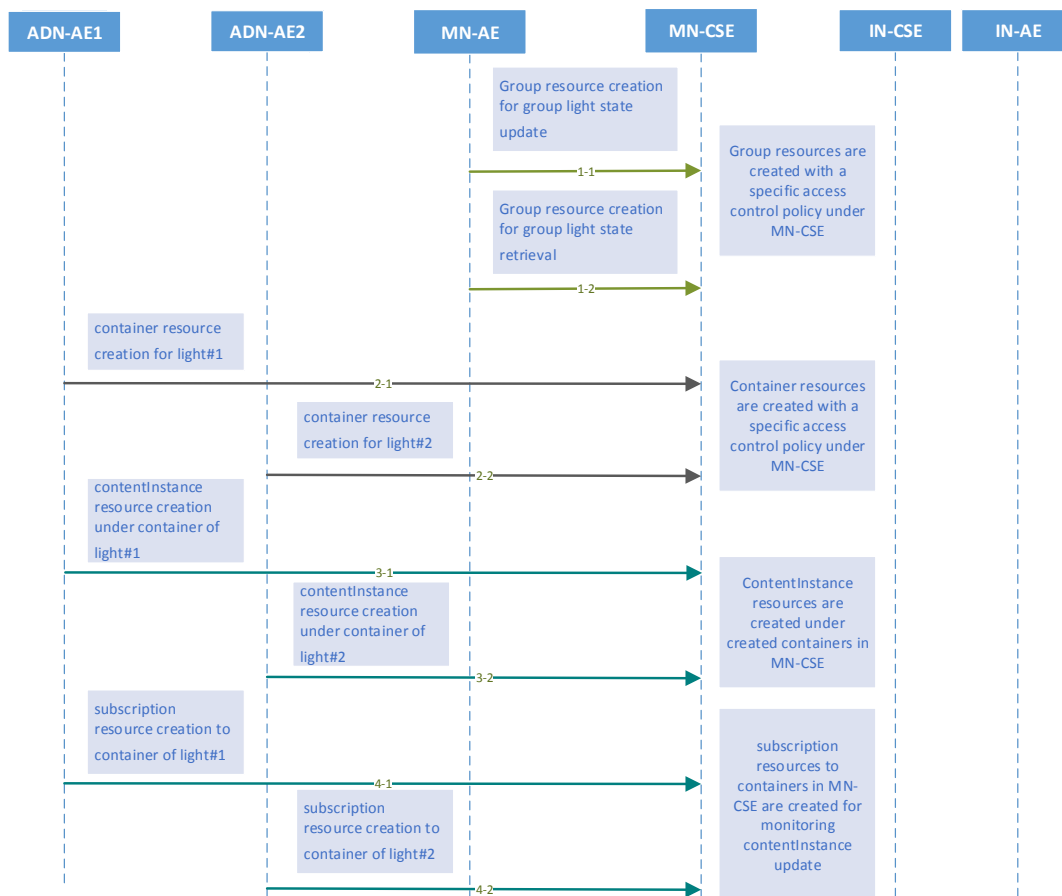 ADN-AE1
ADN-AE2
MN-AE
MN-CSE
IN-CSE
IN-AE
Group resource creation
for group light state
update
1-1
Group resources are
created with a
specific access
control policy under
MN-CSE
Group resource creation
for group light state
retrieval
1-2
container resource
creation for light#1
2-1
container resource
creation for light#2
2-2
Container resources
are created with a
specific access
control policy under
MN-CSE
contentInstance
resource creation
under container of
light#1
3-1
contentInstance
resource creation
under container of
light#2
3-2
ContentInstance
resources are
created under
created containers in
MN-CSE
subscription
resource creation to
container of light#1
4-1
subscription
resource creation to
container of light#2
4-2
subscription
resources to
containers in MN-
CSE are created for
monitoring
contentInstance
update